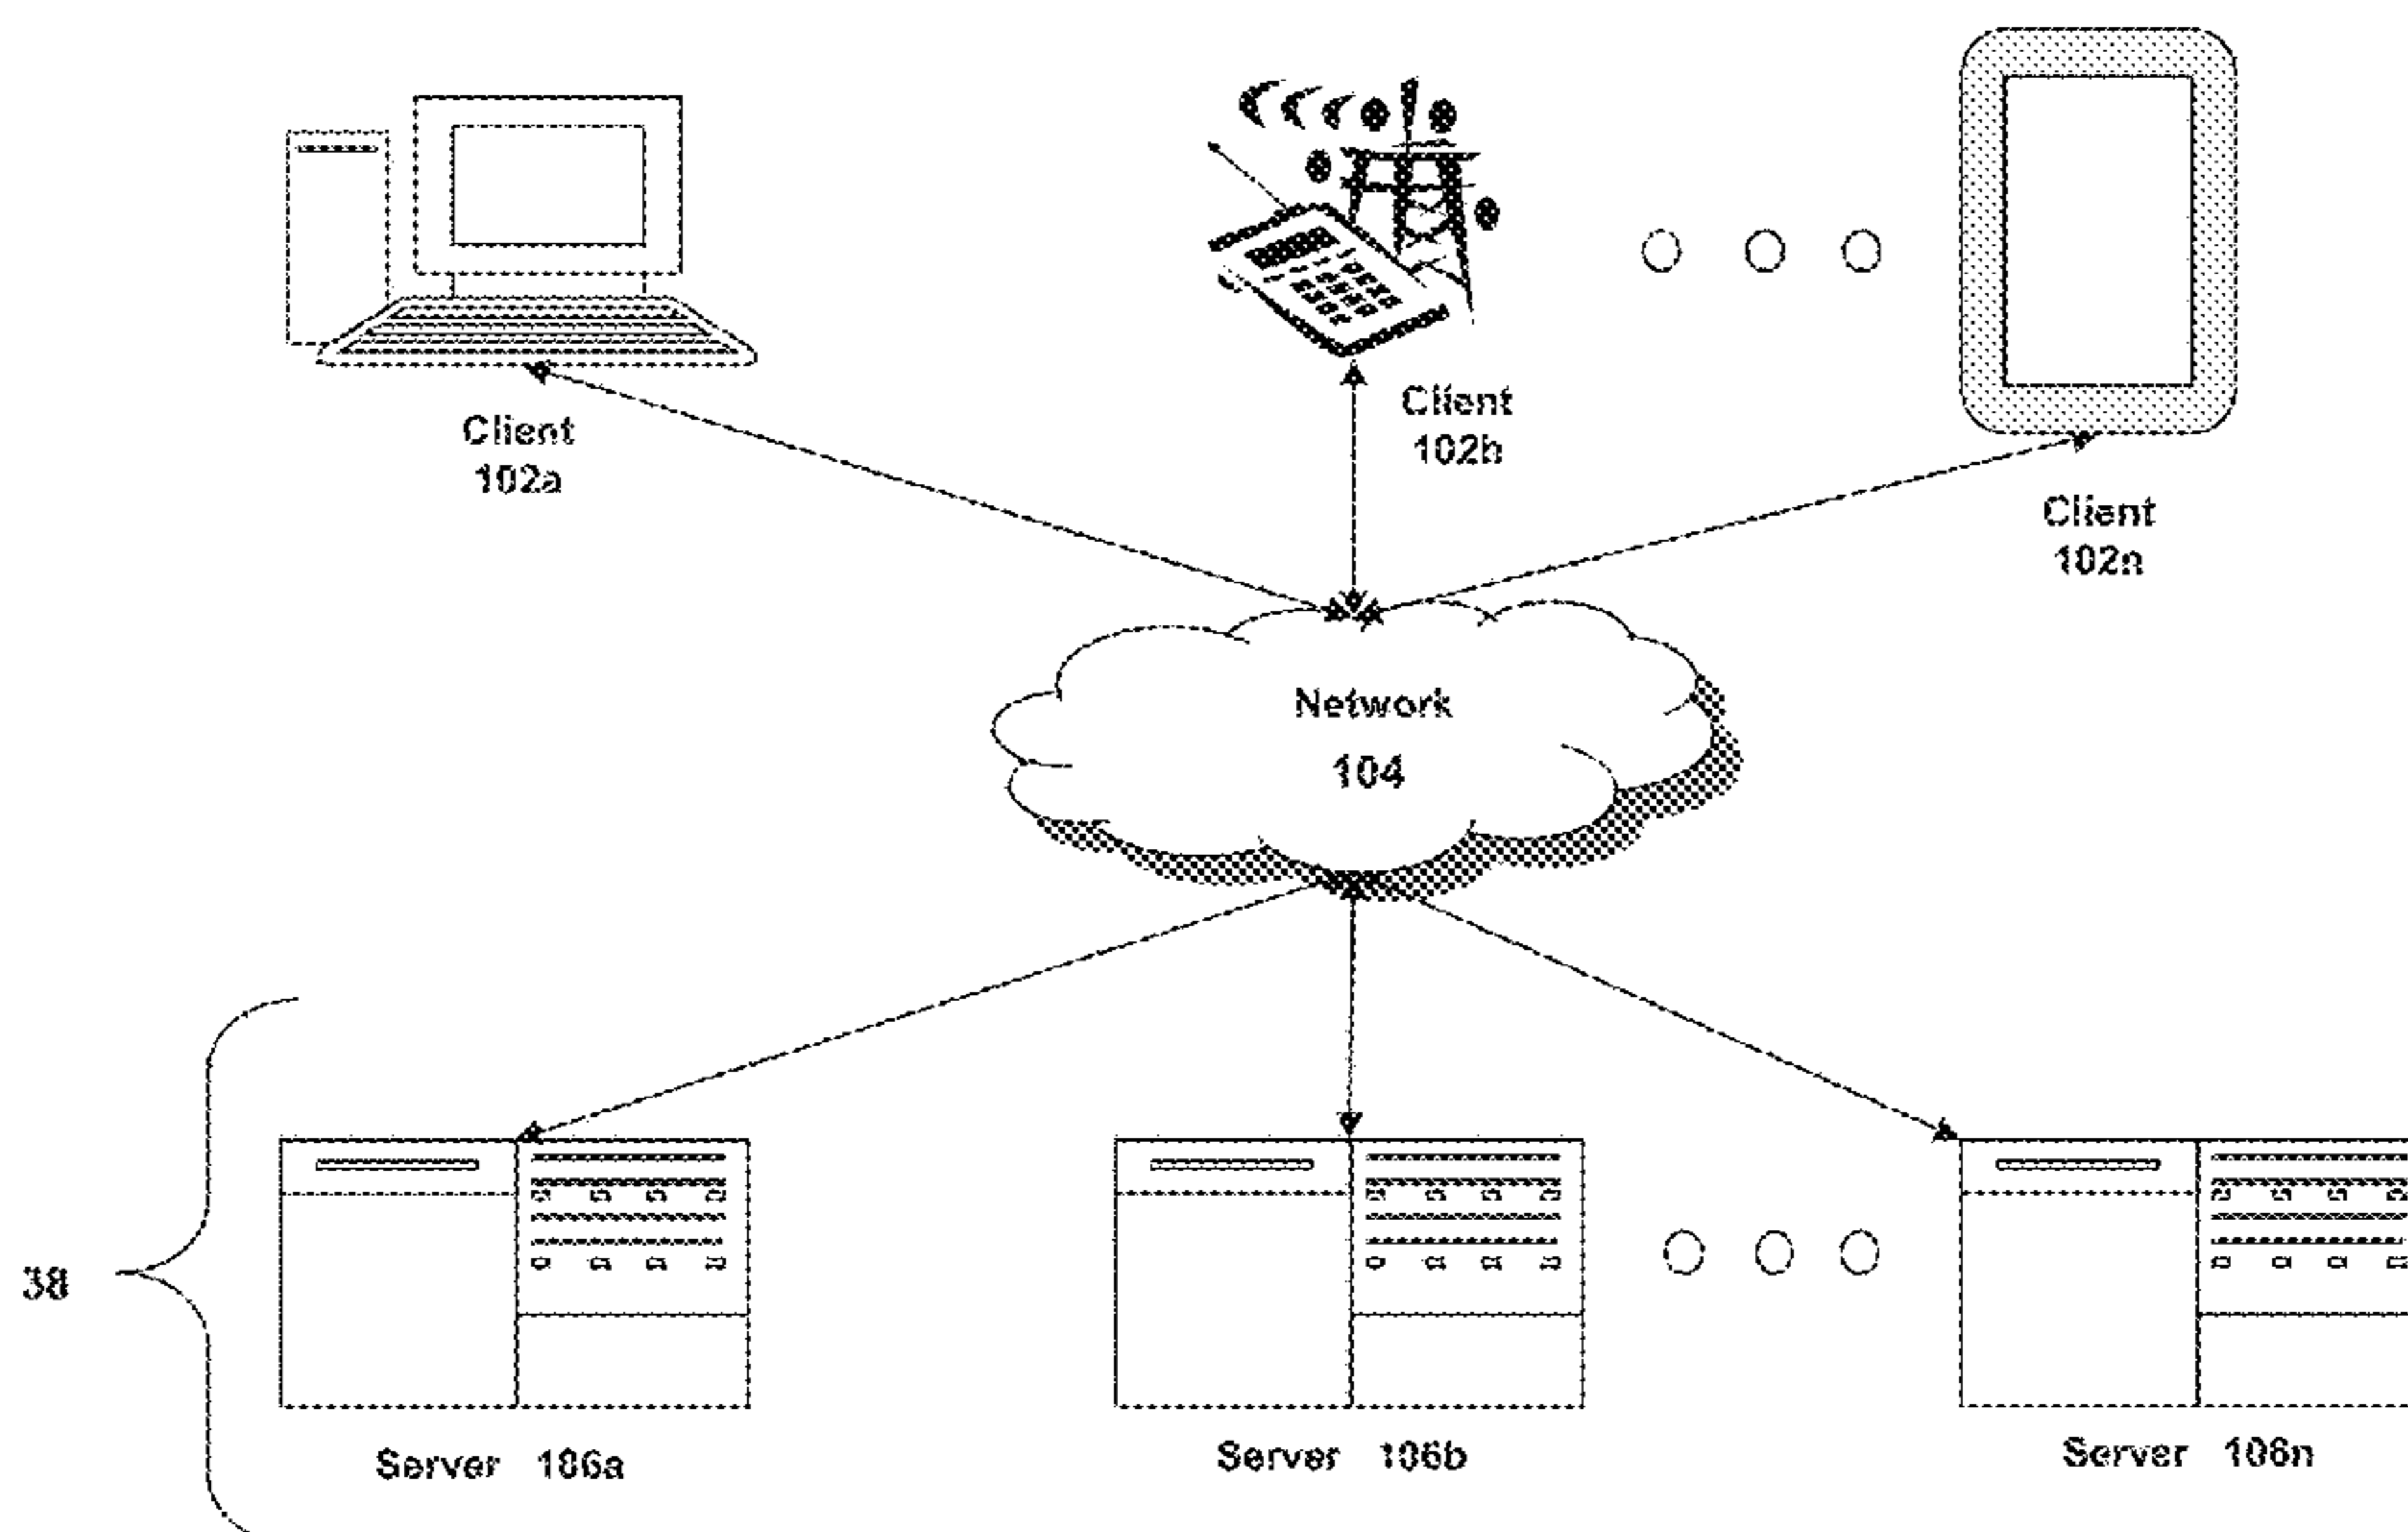 Client
102a
Client
102b
Client
102n
Network
104
38
Server 106a
Server 106b
Server 106n